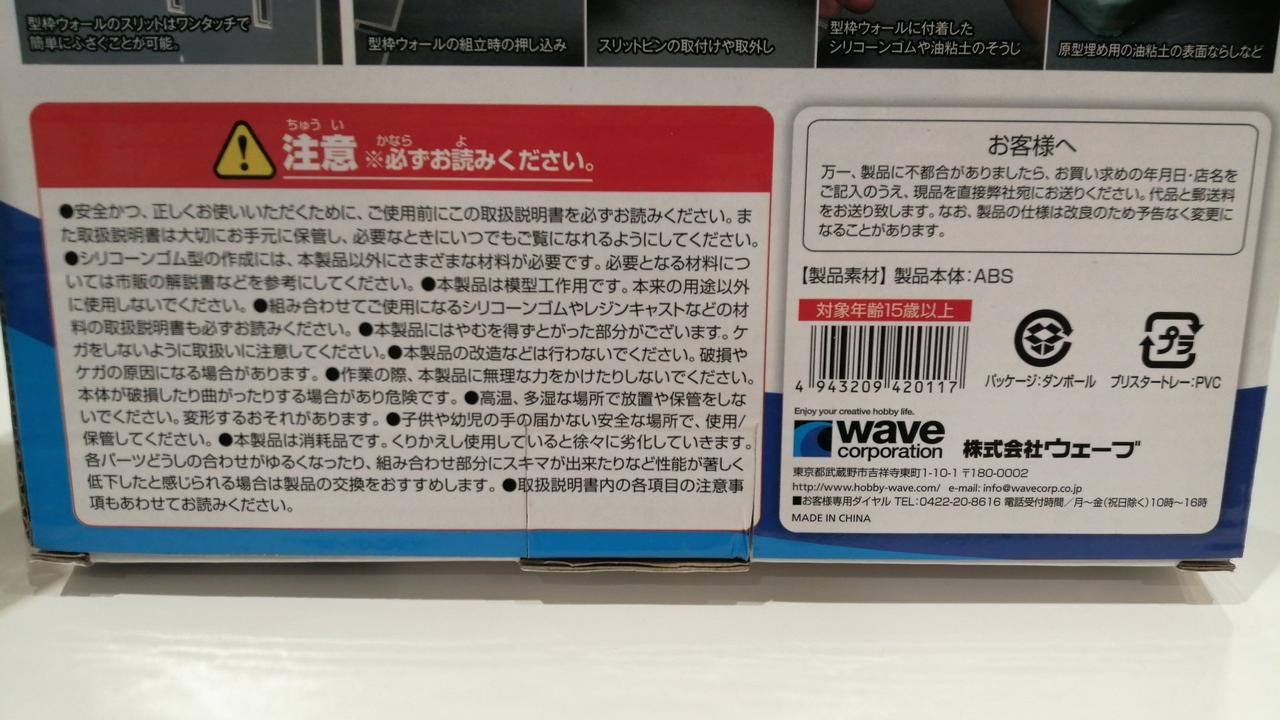 型枠ウォールのスリットはワンタッチで
簡単にふさぐことが可能。
型枠ウォールの組立時の押し込み
スリットピンの取付けや取外し
型枠ウォールに付着した
シリコーンゴムや油粘土のそうじ
原型埋め用の油粘土の表面ならしなど
ちゅう い
かなら よ
注意 ※必ずお読みください。
●安全かつ、正しくお使いいただくために、ご使用前にこの取扱説明書を必ずお読みください。ま
た取扱説明書は大切にお手元に保管し、必要なときにいつでもご覧になれるようにしてください。
●シリコーンゴム型の作成には、本製品以外にさまざまな材料が必要です。必要となる材料につ
いては市販の解説書などを参考にしてください。●本製品は模型工作用です。本来の用途以外
に使用しないでください。●組み合わせてご使用になるシリコーンゴムやレジンキャストなどの材
料の取扱説明書も必ずお読みください。●本製品にはやむを得ずとがった部分がございます。ケ
ガをしないように取扱いに注意してください。●本製品の改造などは行わないでください。破損や
ケガの原因になる場合があります。●作業の際、本製品に無理な力をかけたりしないでください。
本体が破損したり曲がったりする場合があり危険です。●高温、多湿な場所で放置や保管をしな
いでください。変形するおそれがあります。●子供や幼児の手の届かない安全な場所で、使用/
保管してください。●本製品は消耗品です。くりかえし使用していると徐々に劣化していきます。
各パーツどうしの合わせがゆるくなったり、組み合わせ部分にスキマが出来たりなど性能が著しく
低下したと感じられる場合は製品の交換をおすすめします。●取扱説明書内の各項目の注意事
項もあわせてお読みください。
お客様へ
万一、製品に不都合がありましたら、お買い求めの年月日・店名を
ご記入のうえ、現品を直接弊社宛にお送りください。代品と郵送料
をお送り致します。なお、製品の仕様は改良のため予告なく変更に
なることがあります。
【製品素材】製品本体：ABS
対象年齢15歳以上
4 943209 420117
プラ
パッケージ：ダンボール
ブリスタートレー：PVC
Enjoy your creative hobby life.
wave
corporation
株式会社ウェーブ
東京都武蔵野市吉祥寺東町1-10-1 〒180-0002
http://www.hobby-wave.com/ e-mail: info@wavecorp.co.jp
■お客様専用ダイヤル TEL：0422-20-8616 電話受付時間／月〜金(祝日除く)10時〜16時
MADE IN CHINA